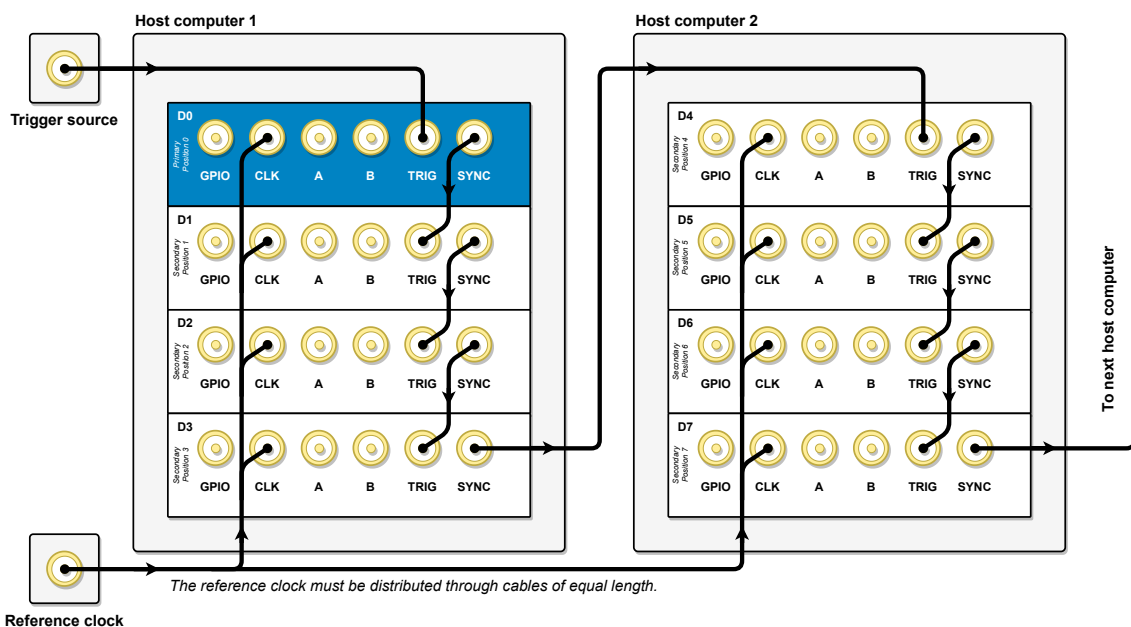 Host computer 1
Host computer 2
Trigger source
D0
Primary
Position 0
GPIO CLK A B TRIG SYNC
D1
Secondary
Position 1
GPIO CLK A B TRIG SYNC
D2
Secondary
Position 2
GPIO CLK A B TRIG SYNC
D3
Secondary
Position 3
GPIO CLK A B TRIG SYNC
D4
Secondary
Position 4
GPIO CLK A B TRIG SYNC
D5
Secondary
Position 5
GPIO CLK A B TRIG SYNC
D6
Secondary
Position 6
GPIO CLK A B TRIG SYNC
D7
Secondary
Position 7
GPIO CLK A B TRIG SYNC
To next host computer
The reference clock must be distributed through cables of equal length.
Reference clock